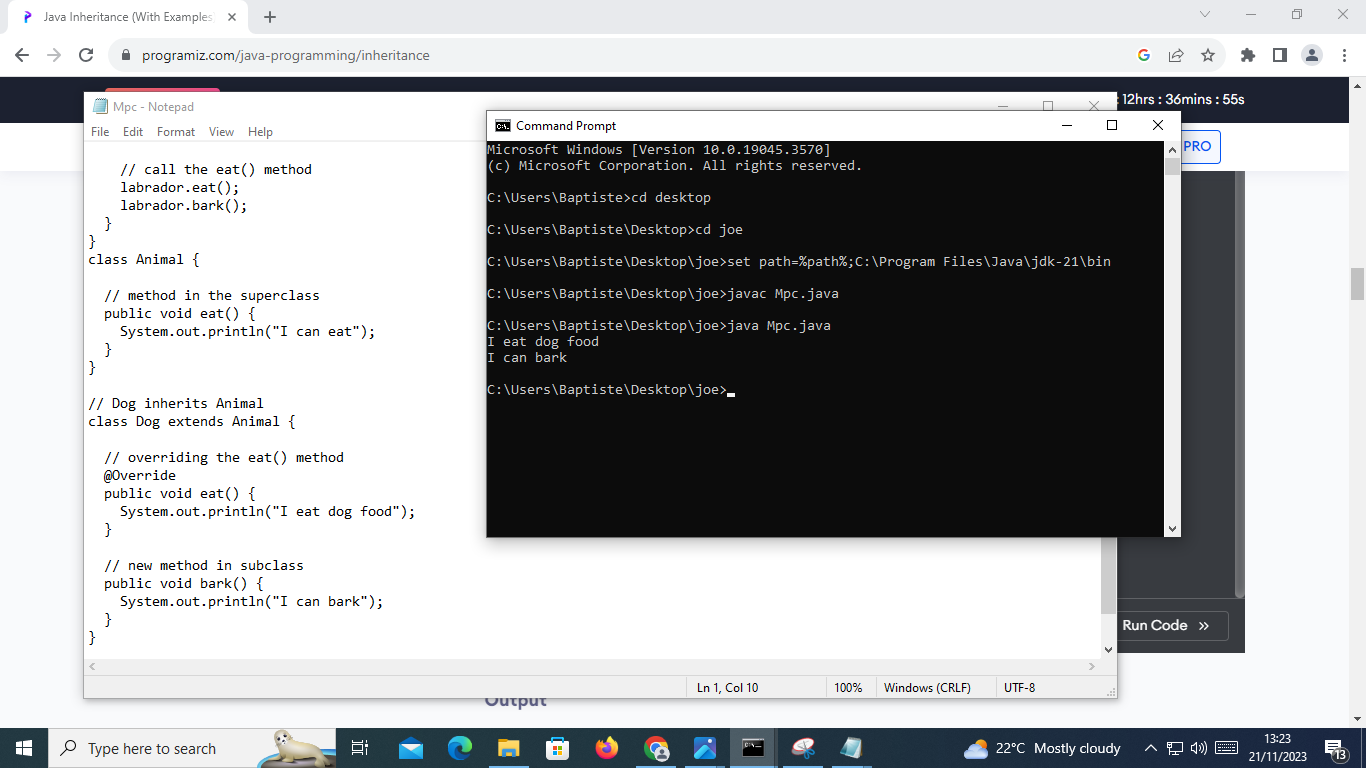 Java Inheritance (With Examples)
programiz.com/java-programming/inheritance
: 12hrs : 36mins : 55s
PRO
Mpc - Notepad
File Edit Format View Help
// call the eat() method
labrador.eat();
labrador.bark();
}
}
class Animal {
// method in the superclass
public void eat() {
System.out.println("I can eat");
}
}
// Dog inherits Animal
class Dog extends Animal {
// overriding the eat() method
@Override
public void eat() {
System.out.println("I eat dog food");
}
// new method in subclass
public void bark() {
System.out.println("I can bark");
}
}
Ln 1, Col 10 100% Windows (CRLF) UTF-8
Command Prompt
Microsoft Windows [Version 10.0.19045.3570]
(c) Microsoft Corporation. All rights reserved.
C:\Users\Baptiste>cd desktop
C:\Users\Baptiste\Desktop>cd joe
C:\Users\Baptiste\Desktop\joe>set path=%path%;C:\Program Files\Java\jdk-21\bin
C:\Users\Baptiste\Desktop\joe>javac Mpc.java
C:\Users\Baptiste\Desktop\joe>java Mpc.java
I eat dog food
I can bark
C:\Users\Baptiste\Desktop\joe>
Run Code »
Output
Type here to search
22°C Mostly cloudy
13:23
21/11/2023
13